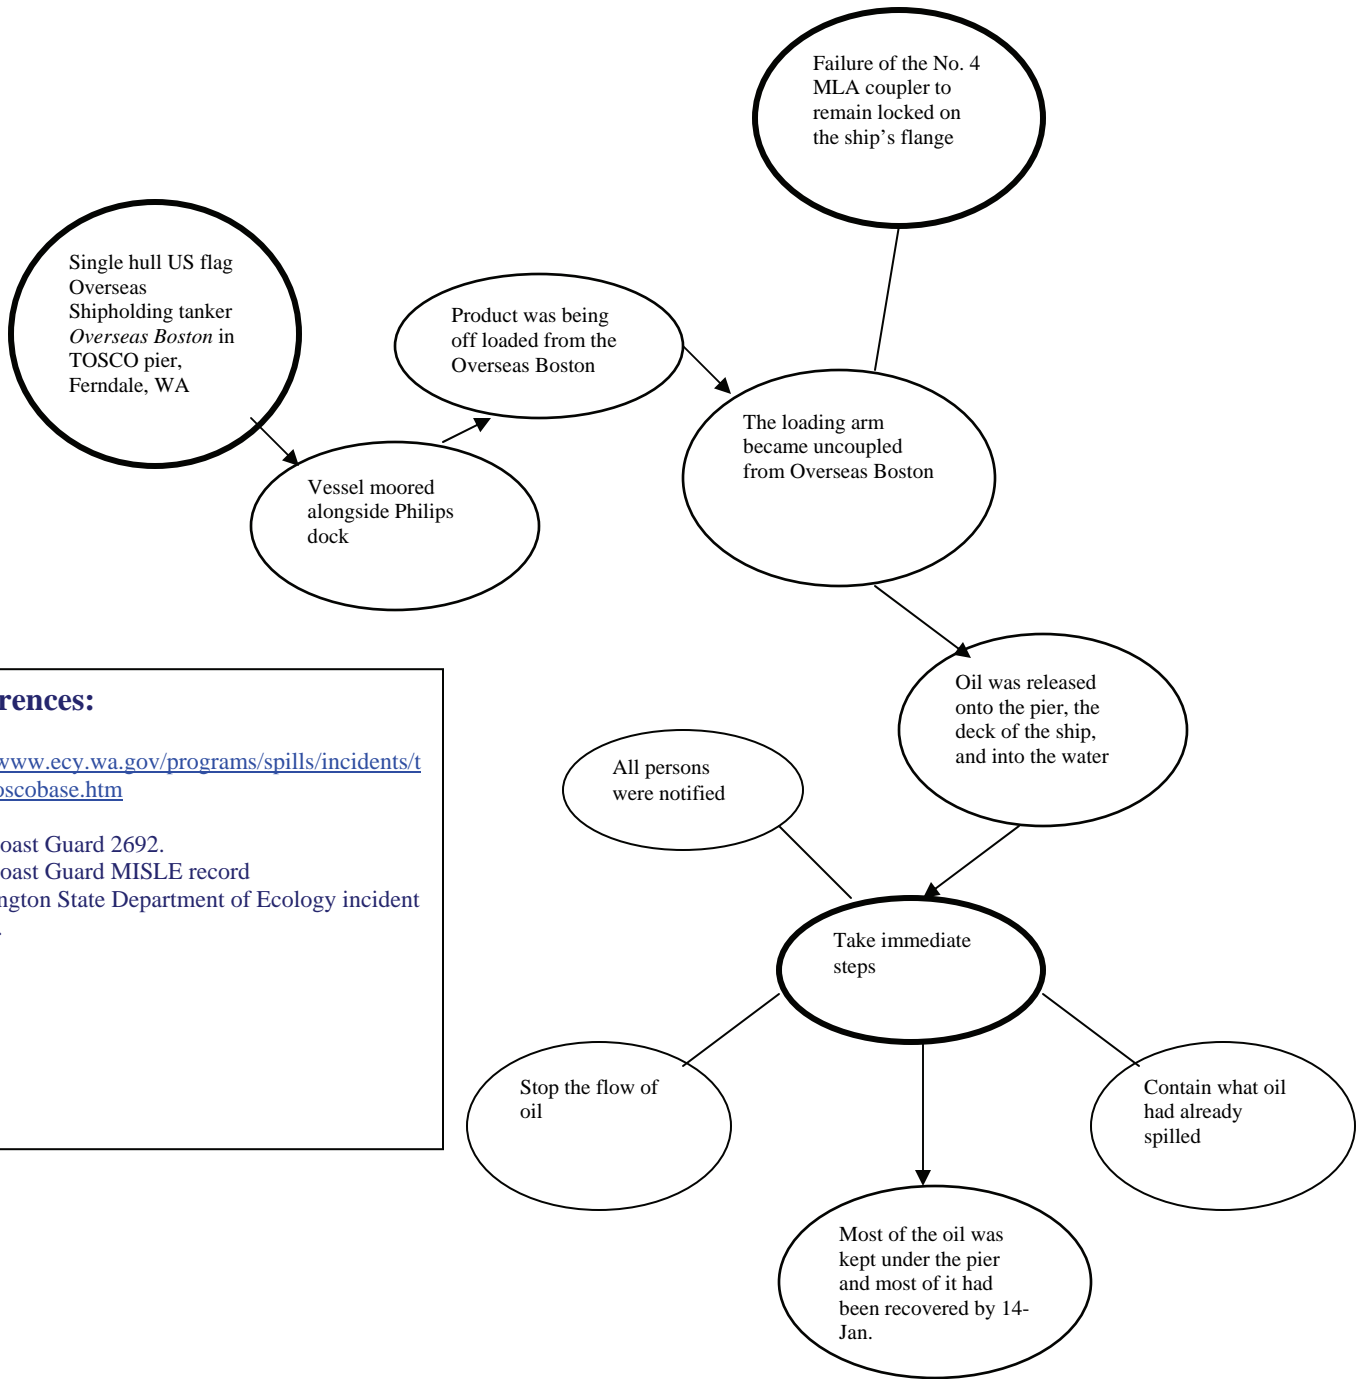 Failure of the No. 4
MLA coupler to
remain locked on
the ship’s flange
Single hull US flag
Overseas
Shipholding tanker
Overseas Boston in
TOSCO pier,
Ferndale, WA
Product was being
off loaded from the
Overseas Boston
The loading arm
became uncoupled
from Overseas Boston
Vessel moored
alongside Philips
dock
Oil was released
onto the pier, the
deck of the ship,
and into the water
All persons
were notified
Take immediate
steps
Stop the flow of
oil
Contain what oil
had already
spilled
Most of the oil was
kept under the pier
and most of it had
been recovered by 14-
Jan.
rences:
www.ecy.wa.gov/programs/spills/incidents/t
oscobase.htm
oast Guard 2692.
oast Guard MISLE record
ngton State Department of Ecology incident
.